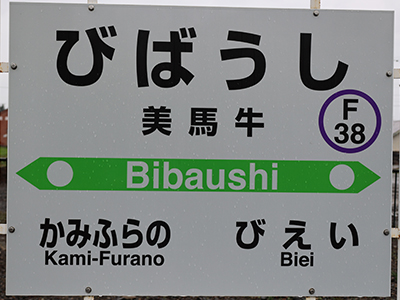 びばうし
美馬牛
F
38
Bibaushi
かみふらの びえい
Kami-Furano Biei